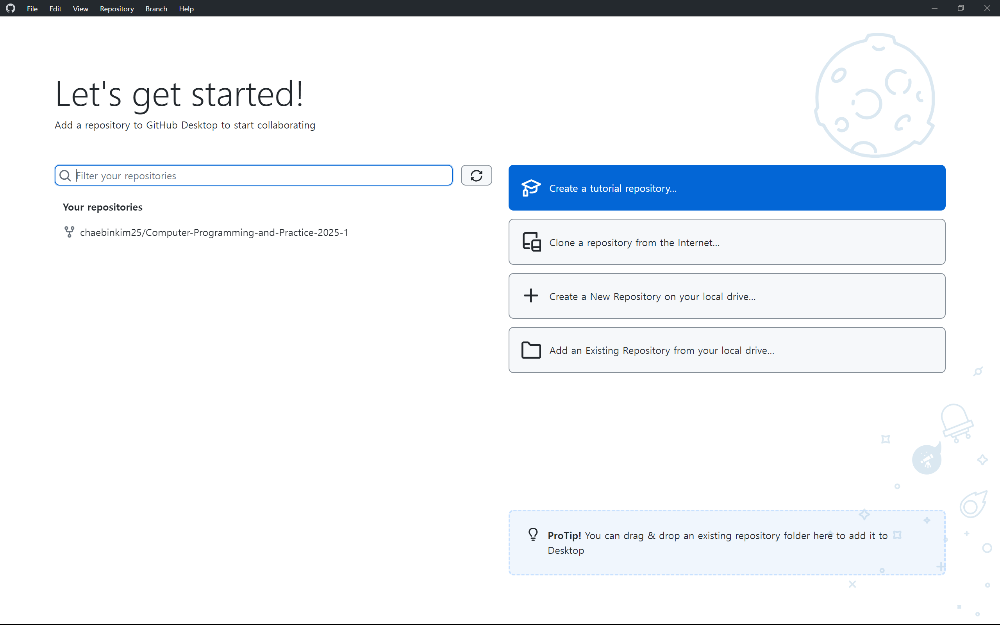 File Edit View Repository Branch Help
Let's get started!
Add a repository to GitHub Desktop to start collaborating
Filter your repositories
Your repositories
chaebinkim25/Computer-Programming-and-Practice-2025-1
Create a tutorial repository...
Clone a repository from the Internet...
Create a New Repository on your local drive...
Add an Existing Repository from your local drive...
ProTip! You can drag & drop an existing repository folder here to add it to
Desktop